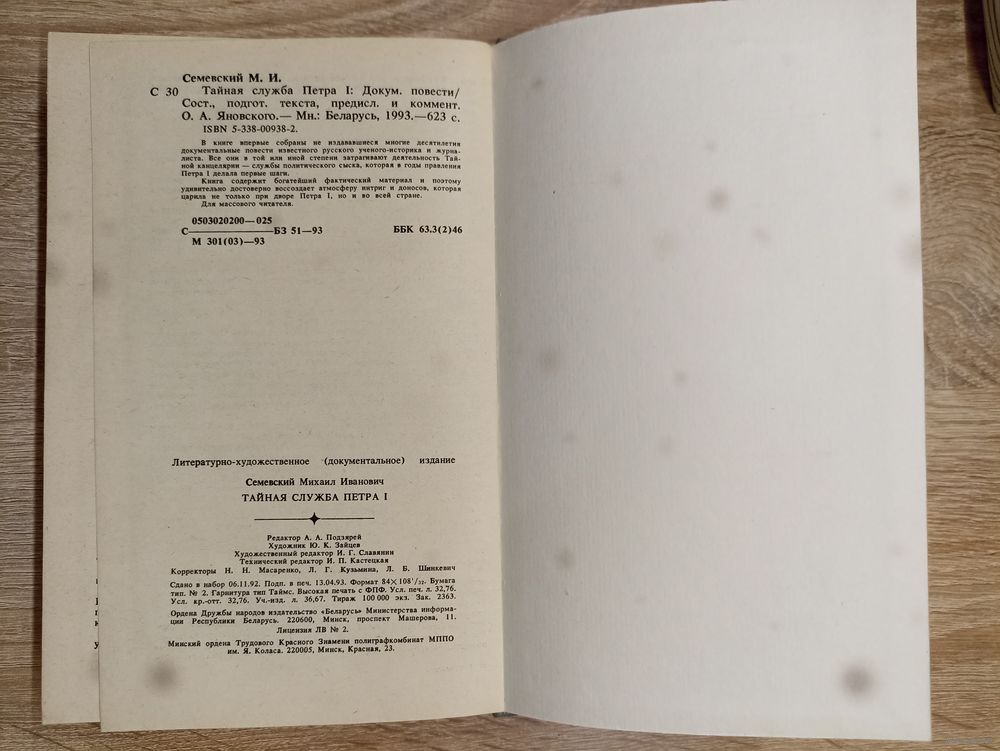 Семевский М. И.
С 30 Тайная служба Петра I: Докум. повести/
Сост., подгот. текста, предисл. и коммент.
О. А. Яновского.— Мн.: Беларусь, 1993.—623 с.
ISBN 5-338-00938-2.
В книге впервые собраны не издававшиеся многие десятилетия
документальные повести известного русского ученого-историка и журна-
листа. Все они в той или иной степени затрагивают деятельность Тай-
ной канцелярии — службы политического сыска, которая в годы правления
Петра I делала первые шаги.
Книга содержит богатейший фактический материал и поэтому
удивительно достоверно воссоздает атмосферу интриг и доносов, которая
царила не только при дворе Петра I, но и во всей стране.
Для массового читателя.
0503020200—025
С————БЗ 51—93 ББК 63.3(2)46
М 301(03)—93
Литературно-художественное (документальное) издание
Семевский Михаил Иванович
ТАЙНАЯ СЛУЖБА ПЕТРА I
Редактор А. А. Подзярей
Художник Ю. К. Зайцев
Художественный редактор И. Г. Славянин
Технический редактор И. П. Кастецкая
Корректоры Н. Н. Масаренко, Л. Г. Кузьмина, Л. Б. Шинкевич
Сдано в набор 06.11.92. Подп. в печ. 13.04.93. Формат 84×108¹/₃₂. Бумага
тип. № 2. Гарнитура тип Таймс. Высокая печать с ФПФ. Усл. печ. л. 32,76.
Усл. кр.-отт. 32,76. Уч.-изд. л. 36,67. Тираж 100 000 экз. Зак. 2363.
Ордена Дружбы народов издательство «Беларусь» Министерства информа-
ции Республики Беларусь. 220600, Минск, проспект Машерова, 11.
Лицензия ЛВ № 2.
Минский ордена Трудового Красного Знамени полиграфкомбинат МППО
им. Я. Коласа. 220005, Минск, Красная, 23.